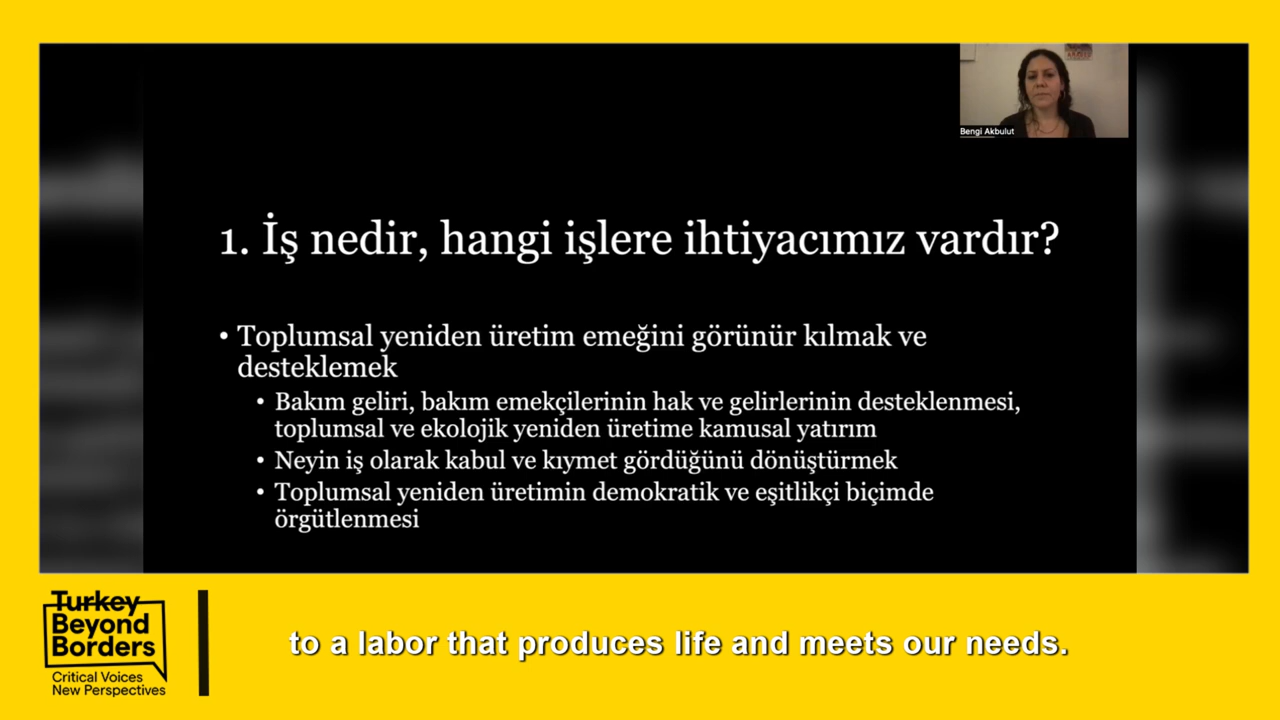 Bengi Akbulut
1. İş nedir, hangi işlere ihtiyacımız vardır?
• Toplumsal yeniden üretim emeğini görünür kılmak ve
desteklemek
• Bakım geliri, bakım emekçilerinin hak ve gelirlerinin desteklenmesi,
toplumsal ve ekolojik yeniden üretime kamusal yatırım
• Neyin iş olarak kabul ve kıymet gördüğünü dönüştürmek
• Toplumsal yeniden üretimin demokratik ve eşitlikçi biçimde
örgütlenmesi
Turkey
Beyond
Borders
Critical Voices
New Perspectives
to a labor that produces life and meets our needs.